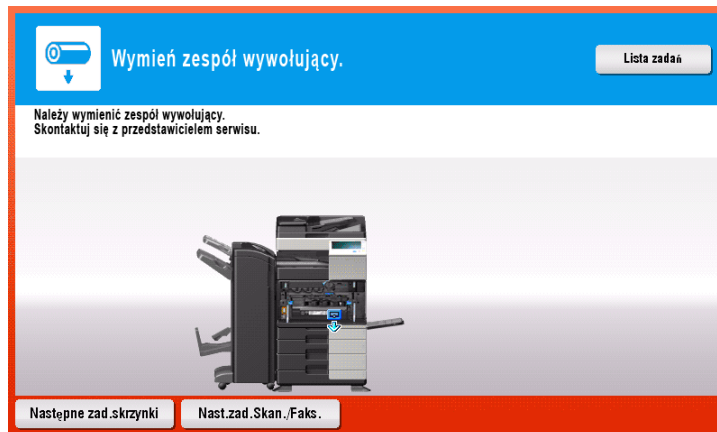 Wymień zespół wywołujący.
Lista zadań
Należy wymienić zespół wywołujący.
Skontaktuj się z przedstawicielem serwisu.
Następne zad.skrzynki
Nast.zad.Skan./Faks.